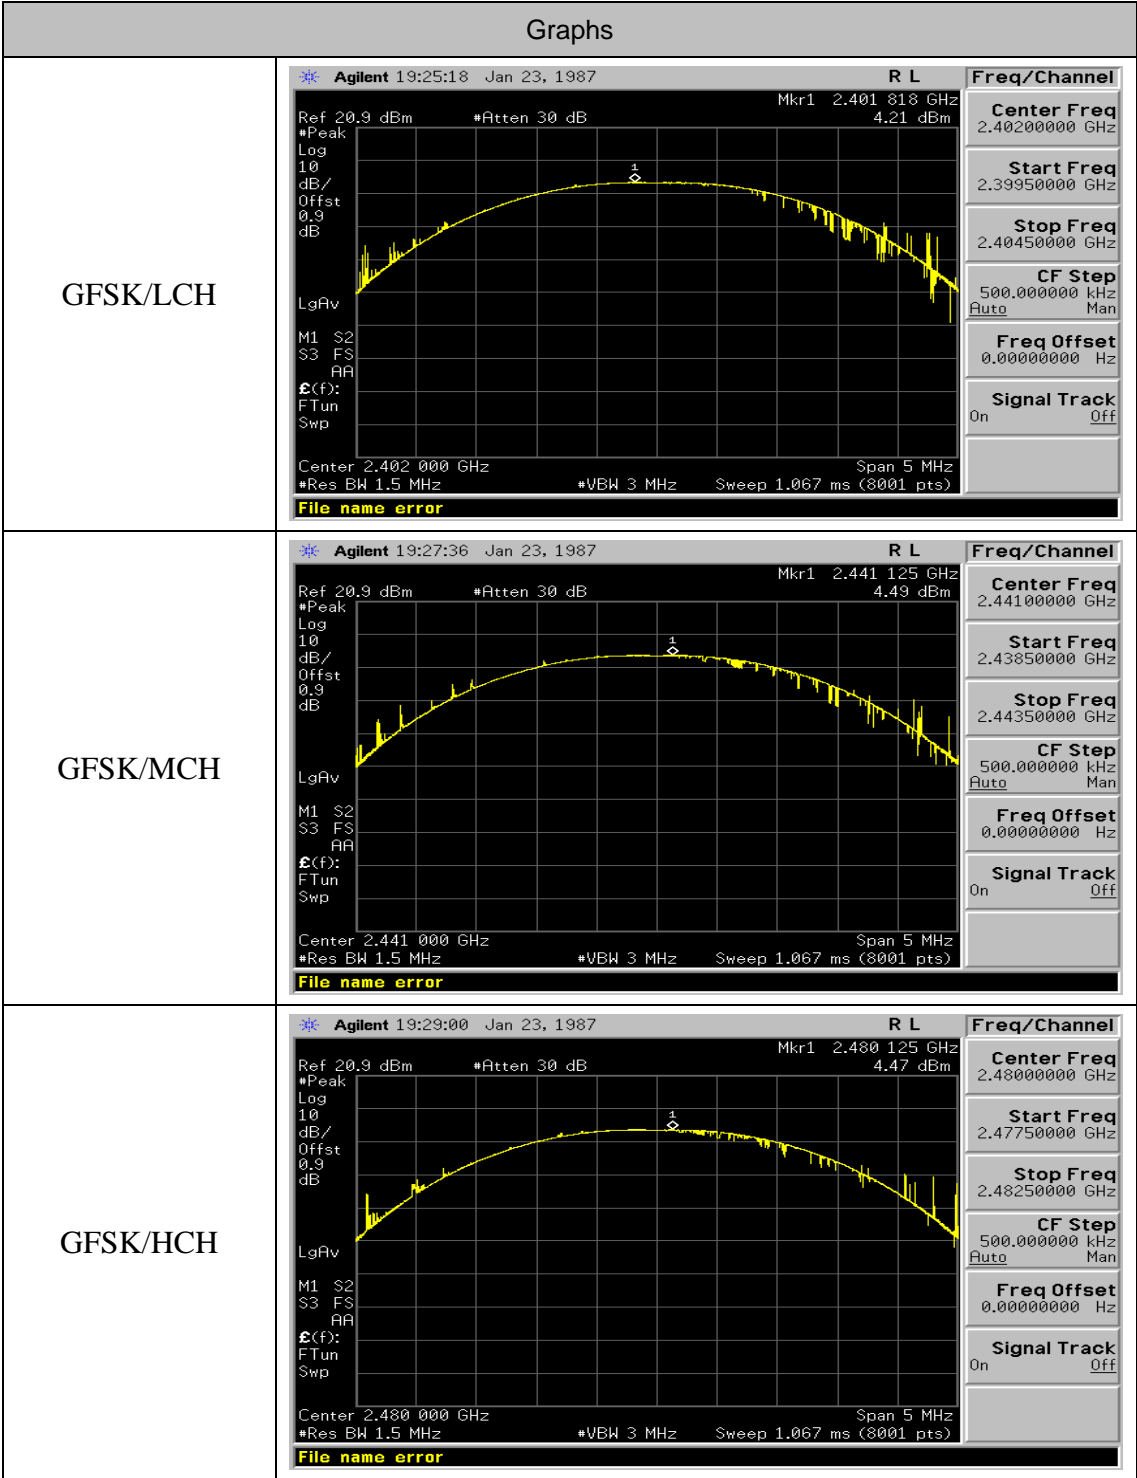 Graphs
GFSK/LCH
Agilent 19:25:18 Jan 23, 1987 R L Freq/Channel
Mkr1 2.401 818 GHz
Ref 20.9 dBm #Atten 30 dB 4.21 dBm
#Peak
Log
10
dB/
Offst
0.9
dB
1
LgAv
M1 S2
S3 FS
AA
£(f):
FTun
Swp
Center 2.402 000 GHz Span 5 MHz
#Res BW 1.5 MHz #VBW 3 MHz Sweep 1.067 ms (8001 pts)
File name error
Center Freq
2.40200000 GHz
Start Freq
2.39950000 GHz
Stop Freq
2.40450000 GHz
CF Step
500.000000 kHz
Auto Man
Freq Offset
0.00000000 Hz
Signal Track
On Off
GFSK/MCH
Agilent 19:27:36 Jan 23, 1987 R L Freq/Channel
Mkr1 2.441 125 GHz
Ref 20.9 dBm #Atten 30 dB 4.49 dBm
#Peak
Log
10
dB/
Offst
0.9
dB
1
LgAv
M1 S2
S3 FS
AA
£(f):
FTun
Swp
Center 2.441 000 GHz Span 5 MHz
#Res BW 1.5 MHz #VBW 3 MHz Sweep 1.067 ms (8001 pts)
File name error
Center Freq
2.44100000 GHz
Start Freq
2.43850000 GHz
Stop Freq
2.44350000 GHz
CF Step
500.000000 kHz
Auto Man
Freq Offset
0.00000000 Hz
Signal Track
On Off
GFSK/HCH
Agilent 19:29:00 Jan 23, 1987 R L Freq/Channel
Mkr1 2.480 125 GHz
Ref 20.9 dBm #Atten 30 dB 4.47 dBm
#Peak
Log
10
dB/
Offst
0.9
dB
1
LgAv
M1 S2
S3 FS
AA
£(f):
FTun
Swp
Center 2.480 000 GHz Span 5 MHz
#Res BW 1.5 MHz #VBW 3 MHz Sweep 1.067 ms (8001 pts)
File name error
Center Freq
2.48000000 GHz
Start Freq
2.47750000 GHz
Stop Freq
2.48250000 GHz
CF Step
500.000000 kHz
Auto Man
Freq Offset
0.00000000 Hz
Signal Track
On Off